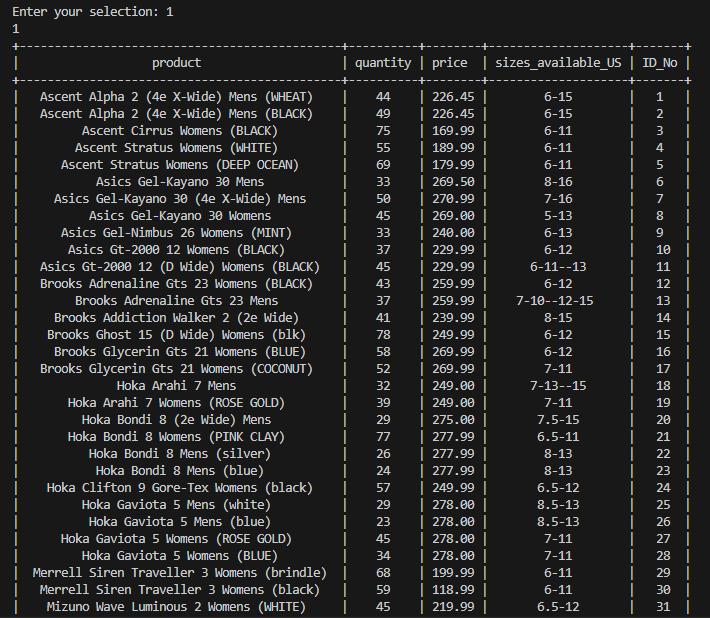 Enter your selection: 1
1
| product | quantity | price | sizes_available_US | ID_No |
| Ascent Alpha 2 (4e X-Wide) Mens (WHEAT) | 44 | 226.45 | 6-15 | 1 |
| Ascent Alpha 2 (4e X-Wide) Mens (BLACK) | 49 | 226.45 | 6-15 | 2 |
| Ascent Cirrus Womens (BLACK) | 75 | 169.99 | 6-11 | 3 |
| Ascent Stratus Womens (WHITE) | 55 | 189.99 | 6-11 | 4 |
| Ascent Stratus Womens (DEEP OCEAN) | 69 | 179.99 | 6-11 | 5 |
| Asics Gel-Kayano 30 Mens | 33 | 269.50 | 8-16 | 6 |
| Asics Gel-Kayano 30 (4e X-Wide) Mens | 50 | 270.99 | 7-16 | 7 |
| Asics Gel-Kayano 30 Womens | 45 | 269.00 | 5-13 | 8 |
| Asics Gel-Nimbus 26 Womens (MINT) | 33 | 240.00 | 6-13 | 9 |
| Asics Gt-2000 12 Womens (BLACK) | 37 | 229.99 | 6-12 | 10 |
| Asics Gt-2000 12 (D Wide) Womens (BLACK) | 45 | 229.99 | 6-11--13 | 11 |
| Brooks Adrenaline Gts 23 Womens (BLACK) | 43 | 259.99 | 6-12 | 12 |
| Brooks Adrenaline Gts 23 Mens | 37 | 259.99 | 7-10--12-15 | 13 |
| Brooks Addiction Walker 2 (2e Wide) | 41 | 239.99 | 8-15 | 14 |
| Brooks Ghost 15 (D Wide) Womens (blk) | 78 | 249.99 | 6-12 | 15 |
| Brooks Glycerin Gts 21 Womens (BLUE) | 58 | 269.99 | 6-12 | 16 |
| Brooks Glycerin Gts 21 Womens (COCONUT) | 52 | 269.99 | 7-11 | 17 |
| Hoka Arahi 7 Mens | 32 | 249.00 | 7-13--15 | 18 |
| Hoka Arahi 7 Womens (ROSE GOLD) | 39 | 249.00 | 7-11 | 19 |
| Hoka Bondi 8 (2e Wide) Mens | 29 | 275.00 | 7.5-15 | 20 |
| Hoka Bondi 8 Womens (PINK CLAY) | 77 | 277.99 | 6.5-11 | 21 |
| Hoka Bondi 8 Mens (silver) | 26 | 277.99 | 8-13 | 22 |
| Hoka Bondi 8 Mens (blue) | 24 | 277.99 | 8-13 | 23 |
| Hoka Clifton 9 Gore-Tex Womens (black) | 57 | 249.99 | 6.5-12 | 24 |
| Hoka Gaviota 5 Mens (white) | 29 | 278.00 | 8.5-13 | 25 |
| Hoka Gaviota 5 Mens (blue) | 23 | 278.00 | 8.5-13 | 26 |
| Hoka Gaviota 5 Womens (ROSE GOLD) | 45 | 278.00 | 7-11 | 27 |
| Hoka Gaviota 5 Womens (BLUE) | 34 | 278.00 | 7-11 | 28 |
| Merrell Siren Traveller 3 Womens (brindle) | 68 | 199.99 | 6-11 | 29 |
| Merrell Siren Traveller 3 Womens (black) | 59 | 118.99 | 6-11 | 30 |
| Mizuno Wave Luminous 2 Womens (WHITE) | 45 | 219.99 | 6.5-12 | 31 |